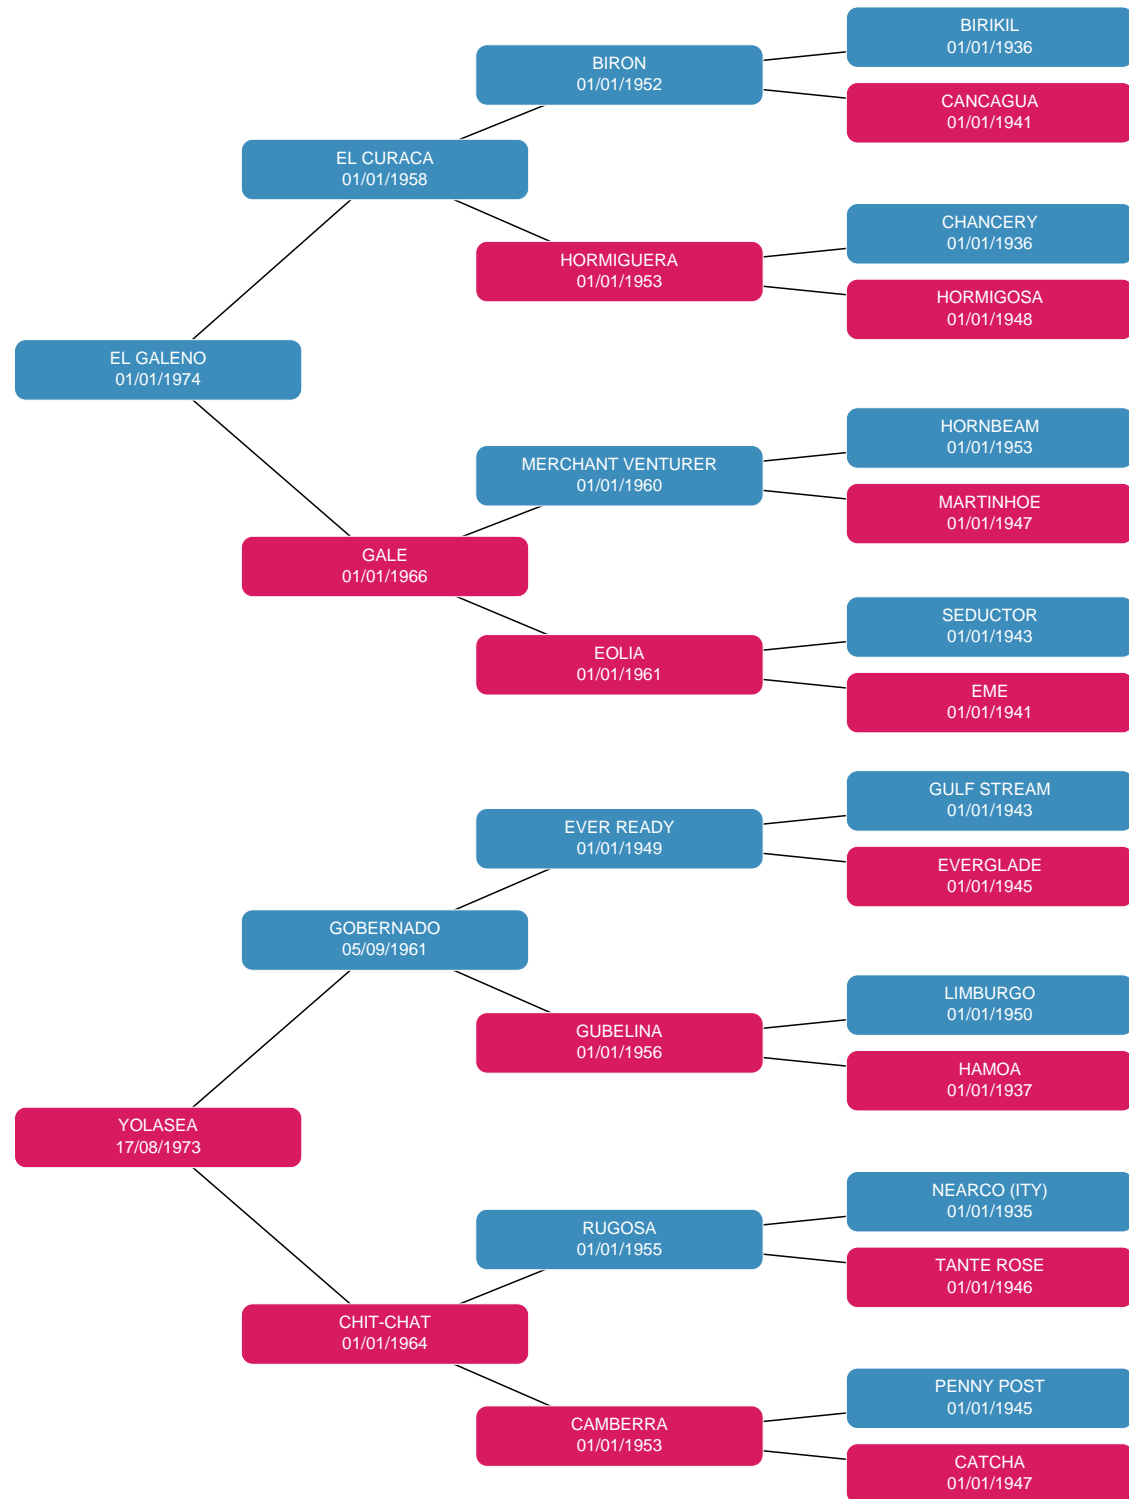 BIRIKIL
01/01/1936
BIRON
01/01/1952
CANCAGUA
01/01/1941
EL CURACA
01/01/1958
CHANCERY
01/01/1936
HORMIGUERA
01/01/1953
HORMIGOSA
01/01/1948
EL GALENO
01/01/1974
HORNBEAM
01/01/1953
MERCHANT VENTURER
01/01/1960
MARTINHOE
01/01/1947
GALE
01/01/1966
SEDUCTOR
01/01/1943
EOLIA
01/01/1961
EME
01/01/1941
GULF STREAM
01/01/1943
EVER READY
01/01/1949
EVERGLADE
01/01/1945
GOBERNADO
05/09/1961
LIMBURGO
01/01/1950
GUBELINA
01/01/1956
HAMOA
01/01/1937
YOLASEA
17/08/1973
NEARCO (ITY)
01/01/1935
RUGOSA
01/01/1955
TANTE ROSE
01/01/1946
CHIT-CHAT
01/01/1964
PENNY POST
01/01/1945
CAMBERRA
01/01/1953
CATCHA
01/01/1947